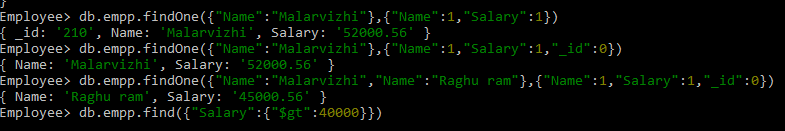 }
Employee> db.empp.findOne({"Name":"Malarvizhi"},{"Name":1,"Salary":1})
{ _id: '210', Name: 'Malarvizhi', Salary: '52000.56' }
Employee> db.empp.findOne({"Name":"Malarvizhi"},{"Name":1,"Salary":1,"_id":0})
{ Name: 'Malarvizhi', Salary: '52000.56' }
Employee> db.empp.findOne({"Name":"Malarvizhi","Name":"Raghu ram"},{"Name":1,"Salary":1,"_id":0})
{ Name: 'Raghu ram', Salary: '45000.56' }
Employee> db.empp.find({"Salary":{"$gt":40000}})